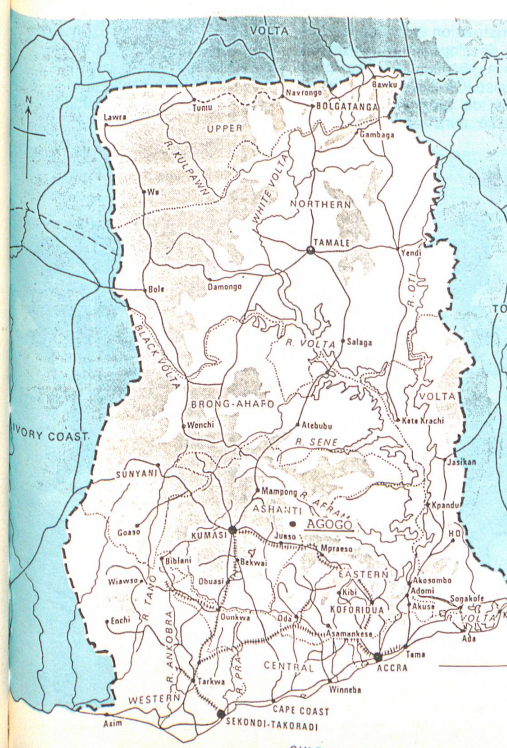 VOLTA
N
Bawku
Navrongo
Tumu
BOLGATANGA
Lawra
UPPER
Gambaga
R. KULPAWN
WHITE VOLTA
Wa
NORTHERN
TAMALE
Yendi
Bole
Damongo
R. OTI
TO
BLACK VOLTA
R. VOLTA
Salaga
BRONG-AHAFO
VOLTA
Kete Krachi
Wenchi
Atebubu
IVORY COAST
R. SENE
SUNYANI
Jasikan
Mampong
R. AFRAM
ASHANTI
Kpandu
AGOGO
Goaso
KUMASI
Juaso
Mpraeso
HO
Bibiani
Bekwai
EASTERN
Wiawso
Obuasi
Akosombo
Kibi
Adomi
R. TANO
KOFORIDUA
Akuse
Sogakofe
Enchi
Dunkwa
Oda
R. VOLTA
K
R. ANKOBRA
Asamankese
Ada
R. PRA
CENTRAL
Tema
ACCRA
Tarkwa
Winneba
WESTERN
CAPE COAST
Axim
SEKONDI-TAKORADI